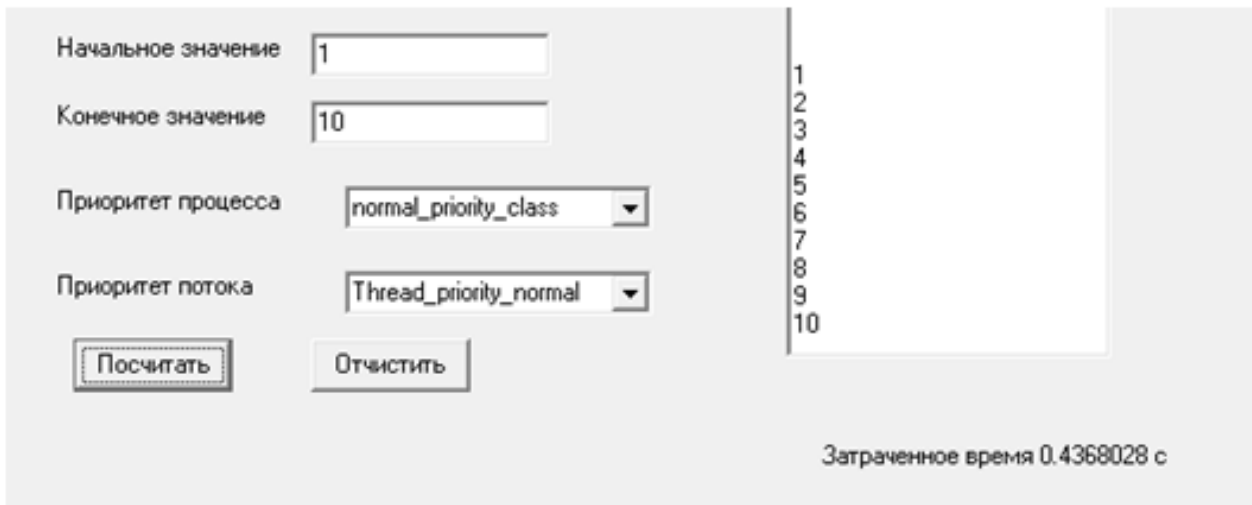 Начальное значение 1
Конечное значение 10
Приоритет процесса normal_priority_class
Приоритет потока Thread_priority_normal
Посчитать Отчистить
1
2
3
4
5
6
7
8
9
10
Затраченное время 0.4368028 с